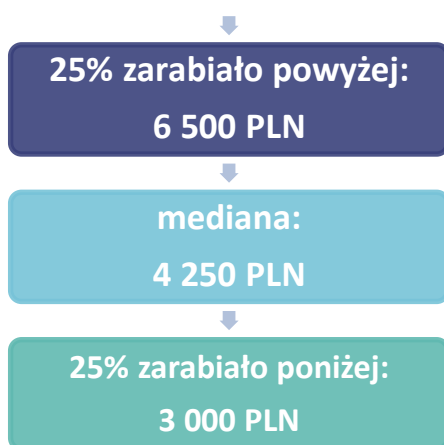 25% zarabiało powyżej:
6 500 PLN
mediana:
4 250 PLN
25% zarabiało poniżej:
3 000 PLN